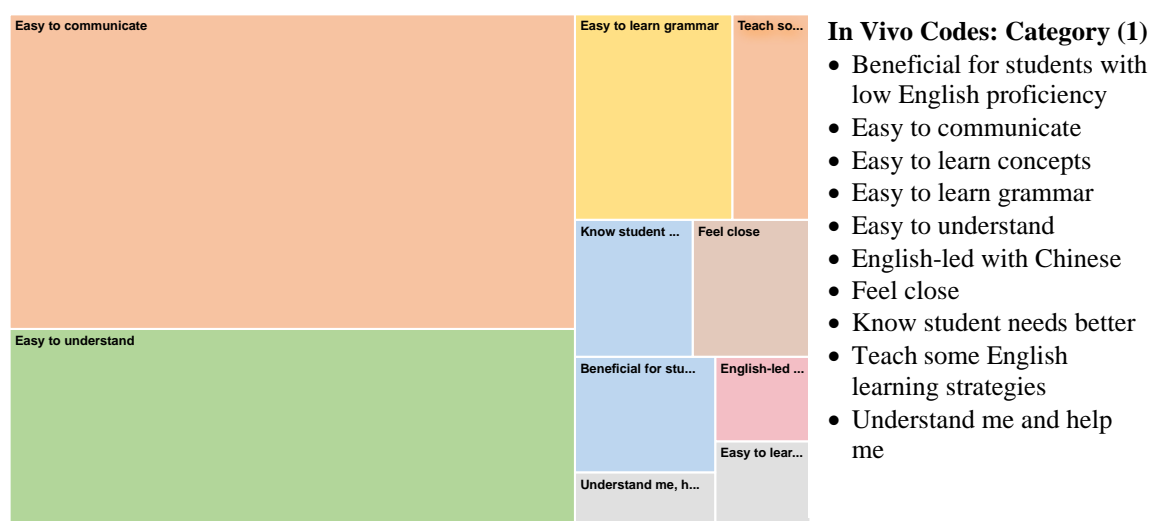 Easy to communicate
Easy to learn grammar
Teach so...
Know student ...
Feel close
Easy to understand
Beneficial for stu...
English-led ...
Easy to lear...
Understand me, h...
In Vivo Codes: Category (1)
• Beneficial for students with
low English proficiency
• Easy to communicate
• Easy to learn concepts
• Easy to learn grammar
• Easy to understand
• English-led with Chinese
• Feel close
• Know student needs better
• Teach some English
learning strategies
• Understand me and help
me